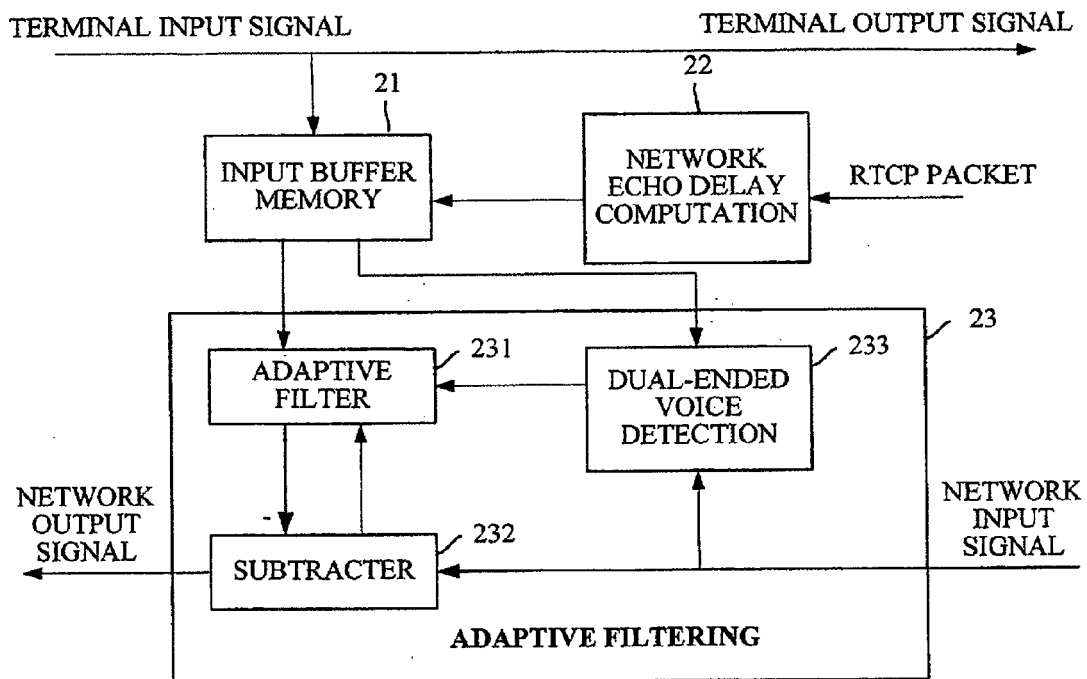 TERMINAL INPUT SIGNAL
TERMINAL OUTPUT SIGNAL
21
22
INPUT BUFFER
MEMORY
NETWORK
ECHO DELAY
COMPUTATION
RTCP PACKET
23
231
233
ADAPTIVE
FILTER
DUAL-ENDED
VOICE
DETECTION
NETWORK
OUTPUT
SIGNAL
NETWORK
INPUT
SIGNAL
-
232
SUBTRACTER
ADAPTIVE FILTERING